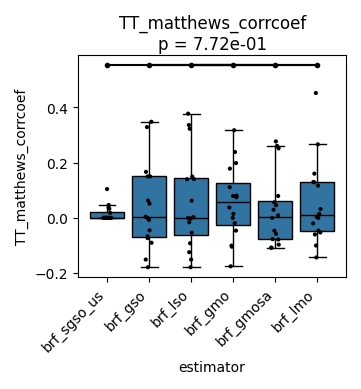 TT_matthews_corrcoef
p = 7.72e-01
TT_matthews_corrcoef
0.4
0.2
0.0
−0.2
brf_sgso_us
brf_gso
brf_lso
brf_gmo
brf_gmosa
brf_lmo
estimator